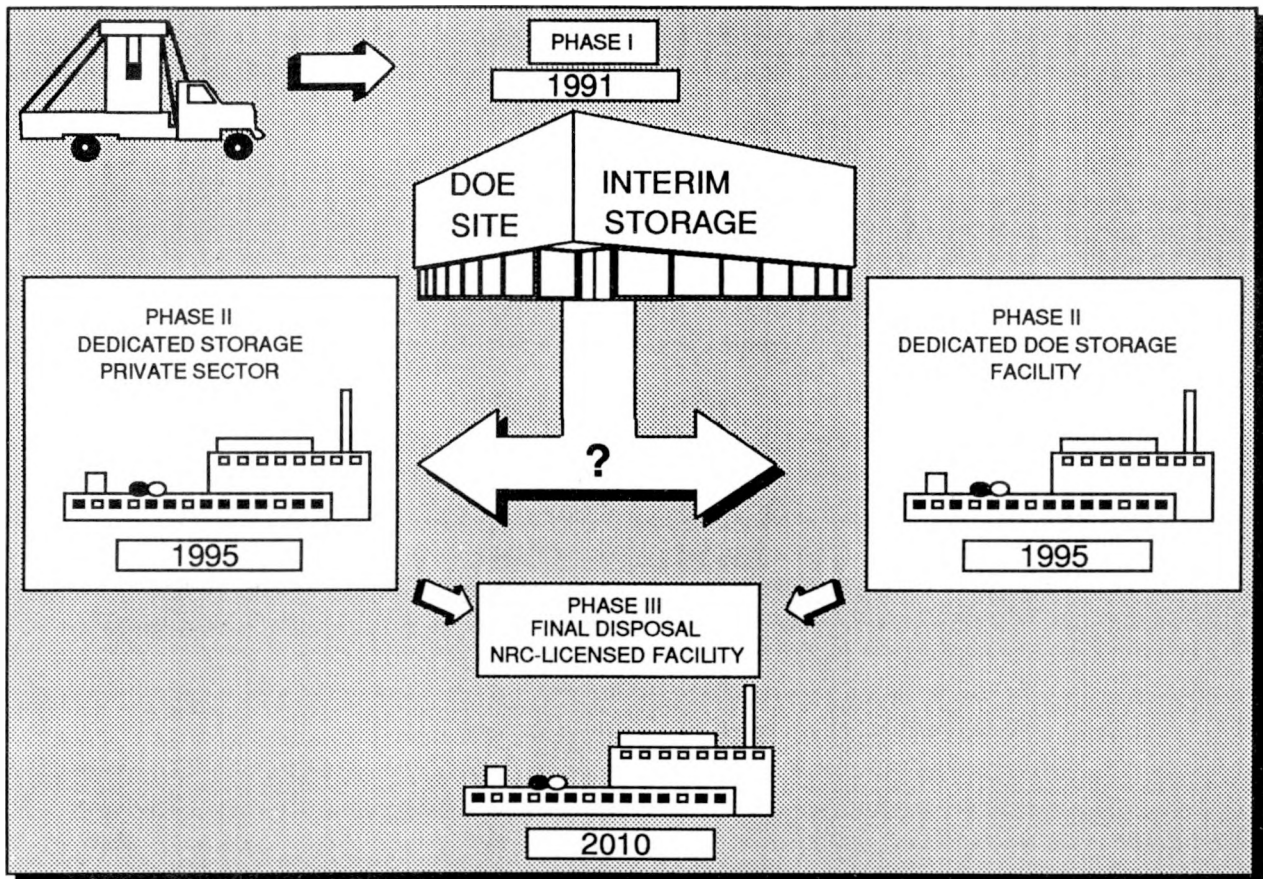 PHASE I
1991
DOE
SITE
INTERIM
STORAGE
PHASE II
DEDICATED STORAGE
PRIVATE SECTOR
1995
?
PHASE II
DEDICATED DOE STORAGE
FACILITY
1995
PHASE III
FINAL DISPOSAL
NRC-LICENSED FACILITY
2010